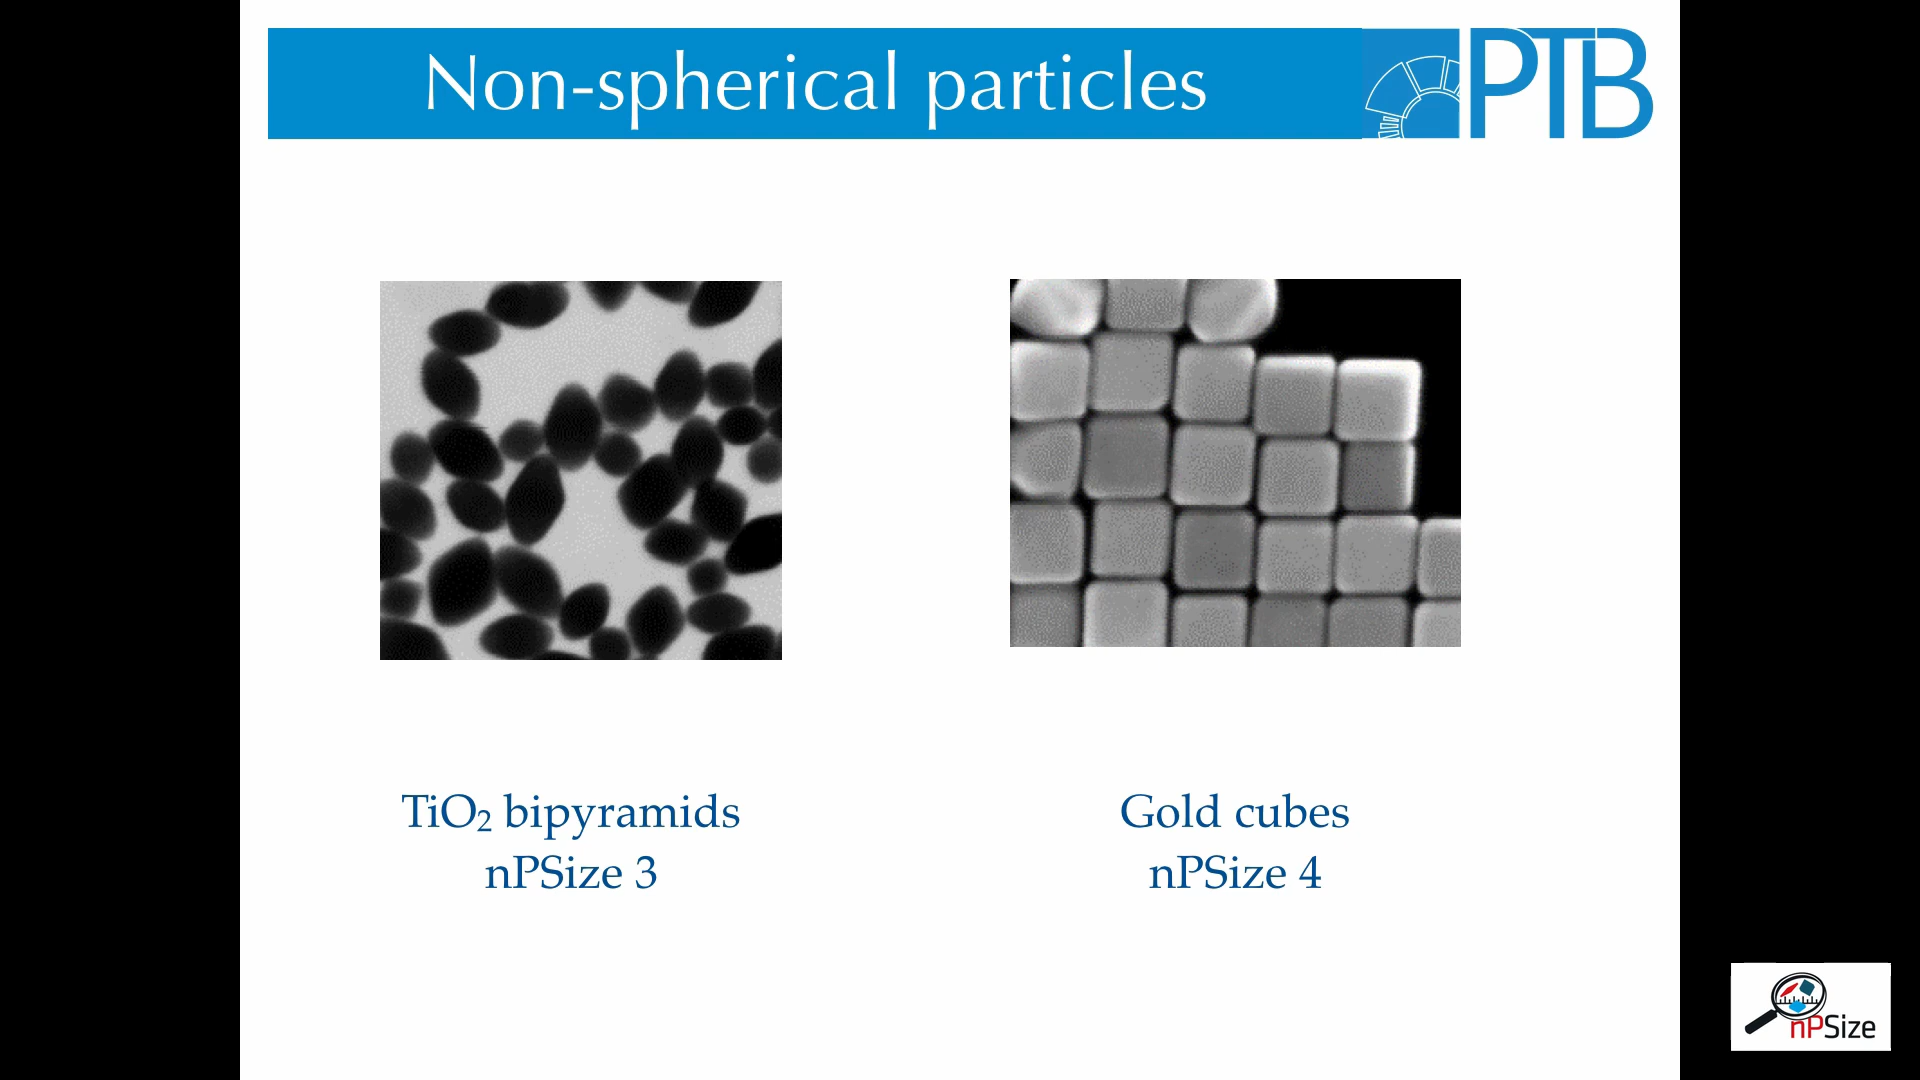 Non-spherical particles
PTB
TiO₂ bipyramids
nPSize 3
Gold cubes
nPSize 4
nPSize